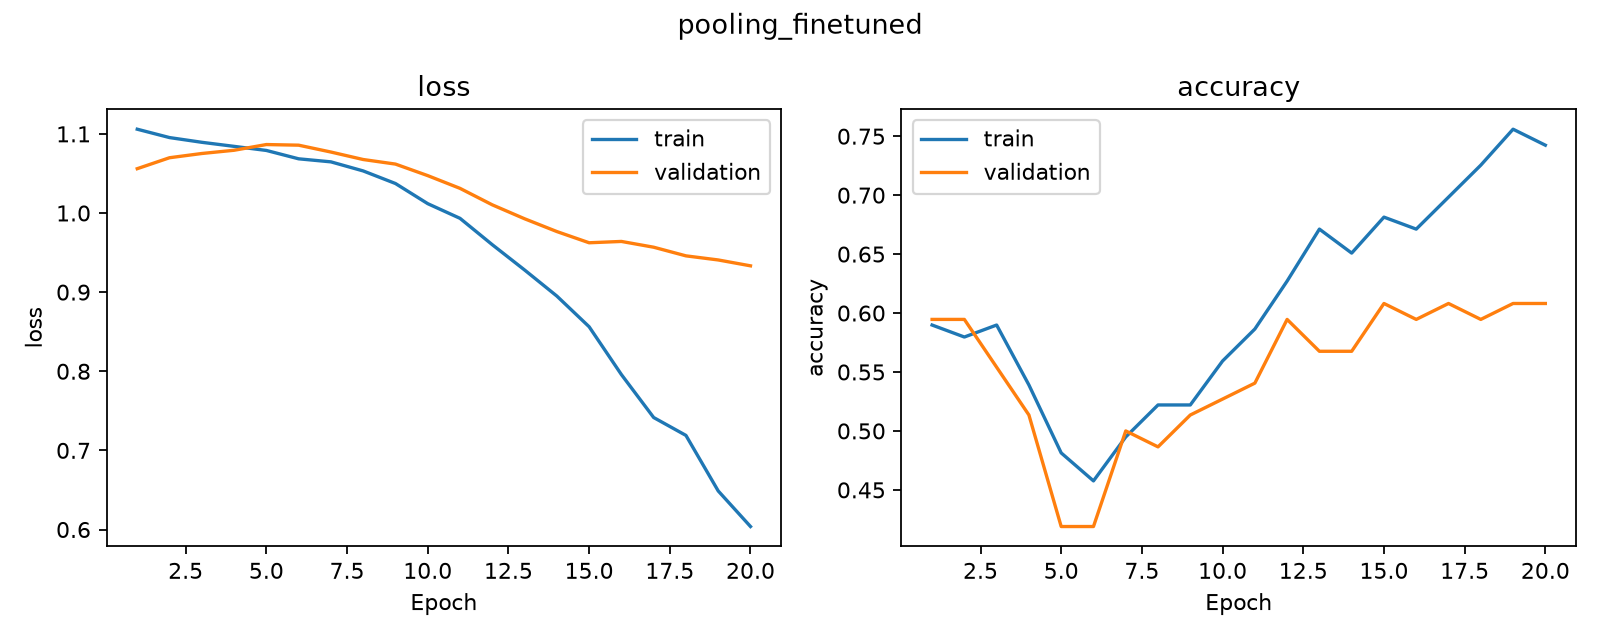 pooling_finetuned
loss
1.1
1.0
0.9
0.8
0.7
0.6
loss
train
validation
2.5 5.0 7.5 10.0 12.5 15.0 17.5 20.0
Epoch
accuracy
0.75
0.70
0.65
0.60
0.55
0.50
0.45
accuracy
train
validation
2.5 5.0 7.5 10.0 12.5 15.0 17.5 20.0
Epoch